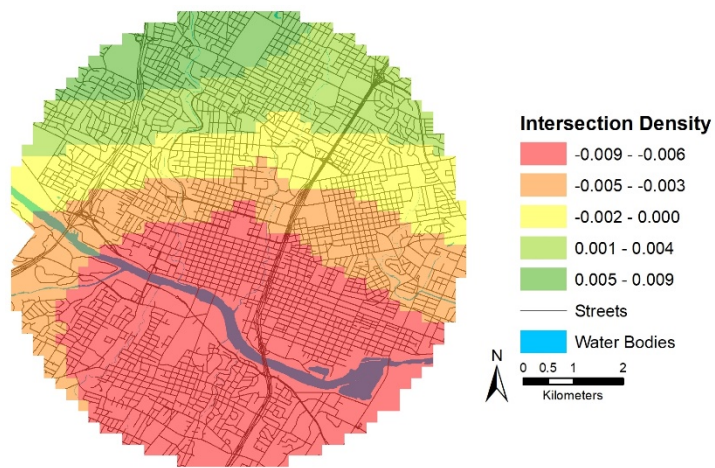 Intersection Density
-0.009 - -0.006
-0.005 - -0.003
-0.002 - 0.000
0.001 - 0.004
0.005 - 0.009
Streets
Water Bodies
N
0 0.5 1 2
Kilometers